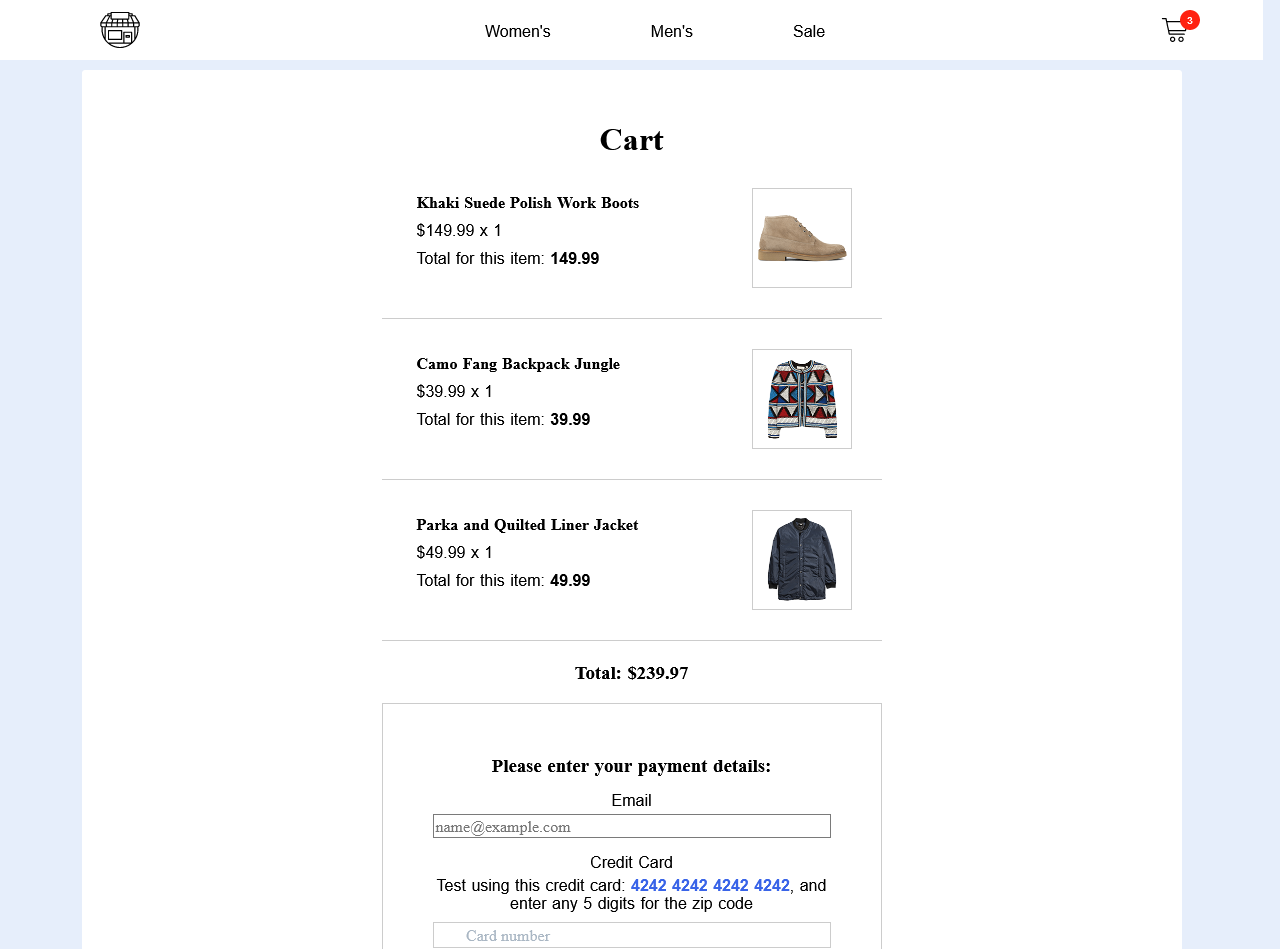 Women's
Men's
Sale
3
Cart
Khaki Suede Polish Work Boots
$149.99 x 1
Total for this item: 149.99
Camo Fang Backpack Jungle
$39.99 x 1
Total for this item: 39.99
Parka and Quilted Liner Jacket
$49.99 x 1
Total for this item: 49.99
Total: $239.97
Please enter your payment details:
Email
name@example.com
Credit Card
Test using this credit card: 4242 4242 4242 4242, and
enter any 5 digits for the zip code
Card number